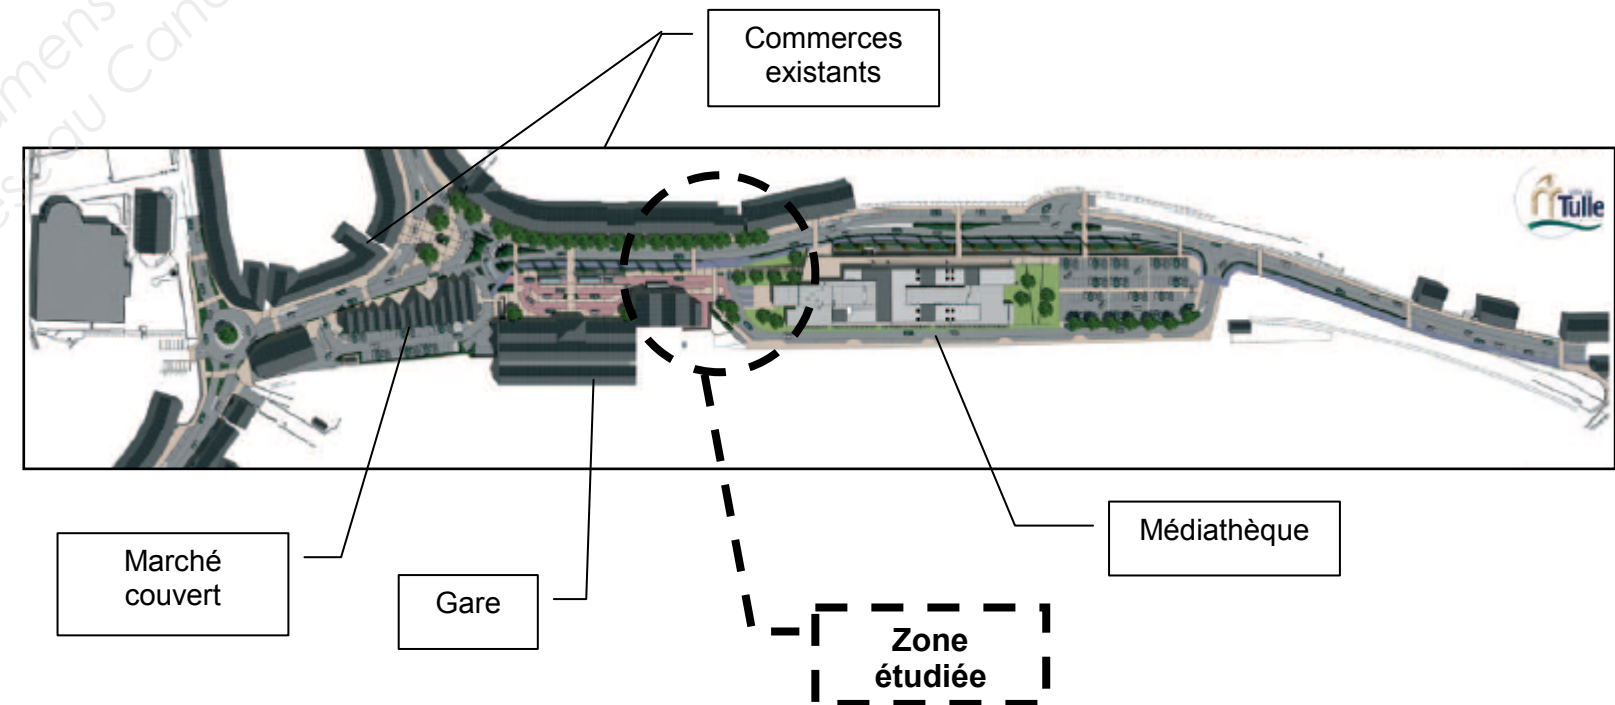 Commerces
existants
Tulle
Médiathèque
Marché
couvert
Gare
Zone
étudiée